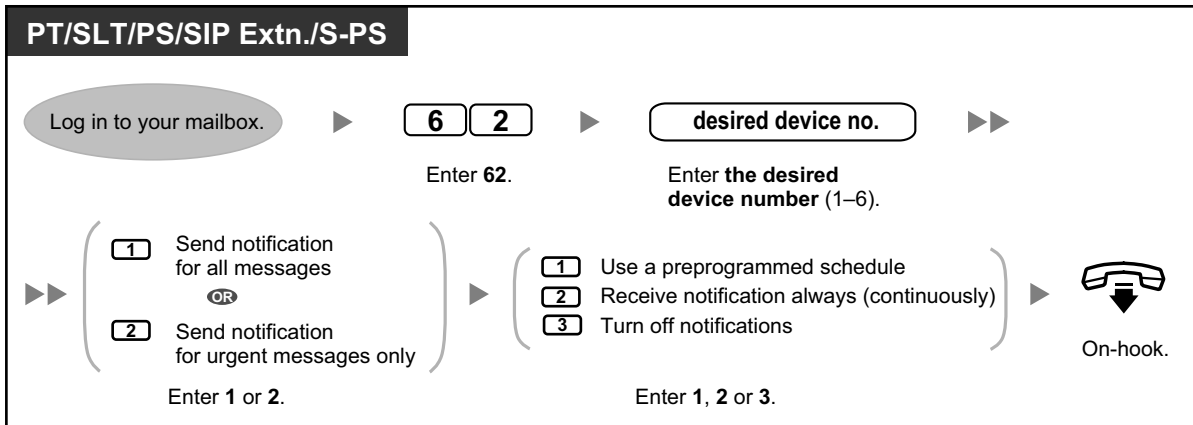 PT/SLT/PS/SIP Extn./S-PS
Log in to your mailbox.
6 2
desired device no.
Enter 62.
Enter the desired
device number (1–6).
1 Send notification
for all messages
OR
2 Send notification
for urgent messages only
Enter 1 or 2.
1 Use a preprogrammed schedule
2 Receive notification always (continuously)
3 Turn off notifications
Enter 1, 2 or 3.
On-hook.